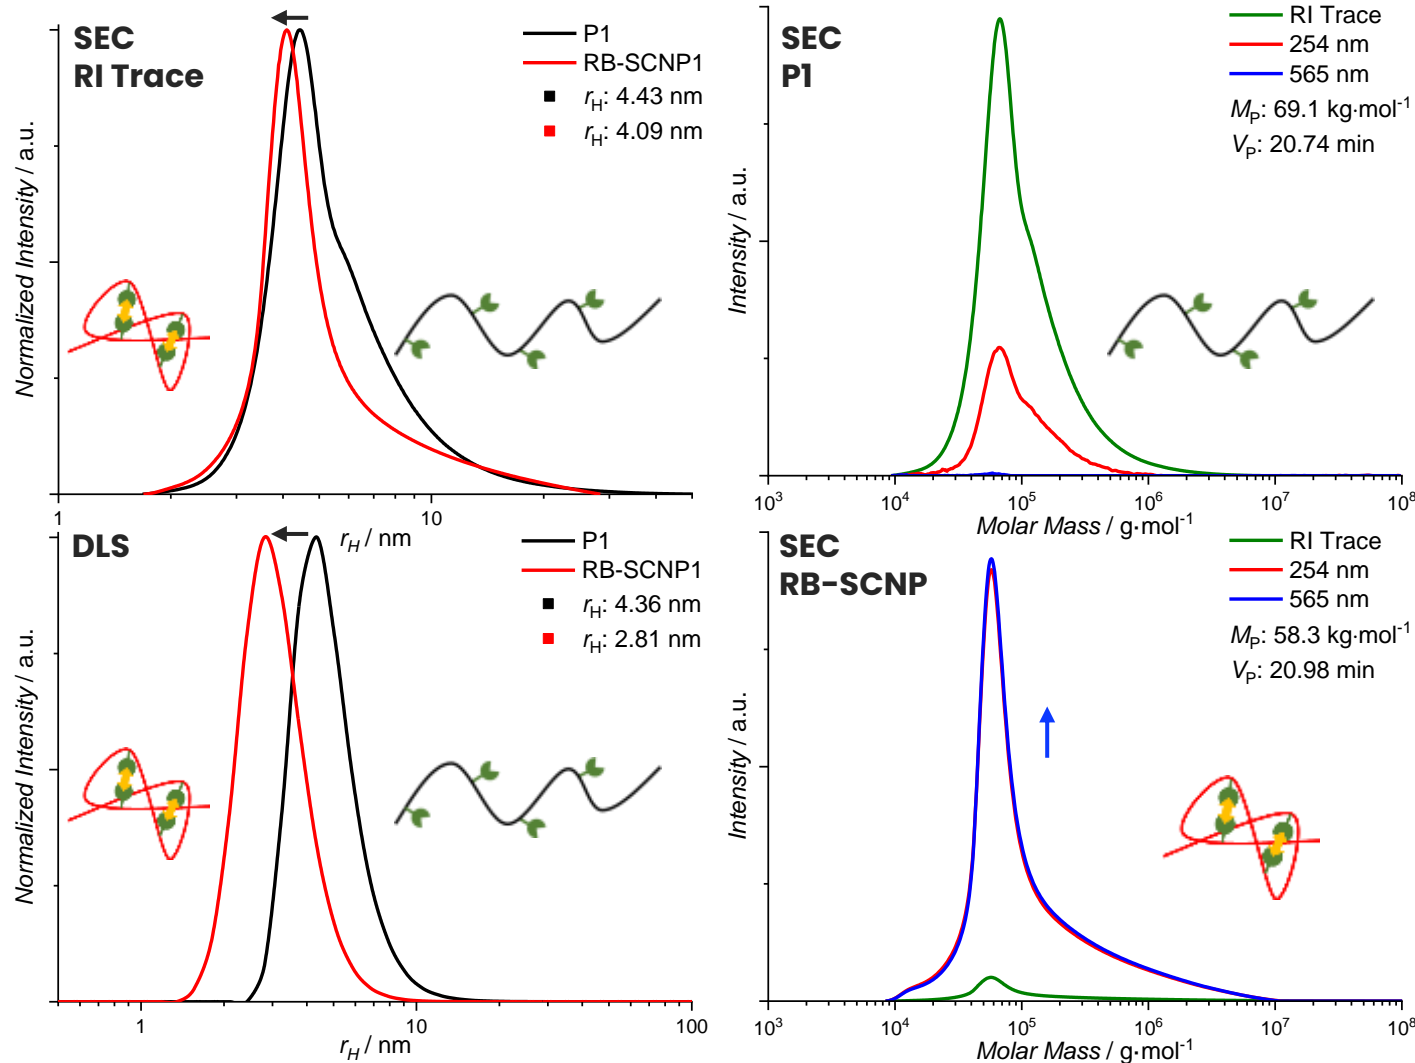 SEC
RI Trace
P1
RB-SCNP1
rH: 4.43 nm
rH: 4.09 nm
Normalized Intensity / a.u.
1
10
rH / nm
SEC
P1
RI Trace
254 nm
565 nm
MP: 69.1 kg·mol-1
VP: 20.74 min
Intensity / a.u.
10³
10⁴
10⁵
10⁶
10⁷
10⁸
Molar Mass / g·mol-1
DLS
P1
RB-SCNP1
rH: 4.36 nm
rH: 2.81 nm
Normalized Intensity / a.u.
1
10
100
rH / nm
SEC
RB-SCNP
RI Trace
254 nm
565 nm
MP: 58.3 kg·mol-1
VP: 20.98 min
Intensity / a.u.
10³
10⁴
10⁵
10⁶
10⁷
10⁸
Molar Mass / g·mol-1